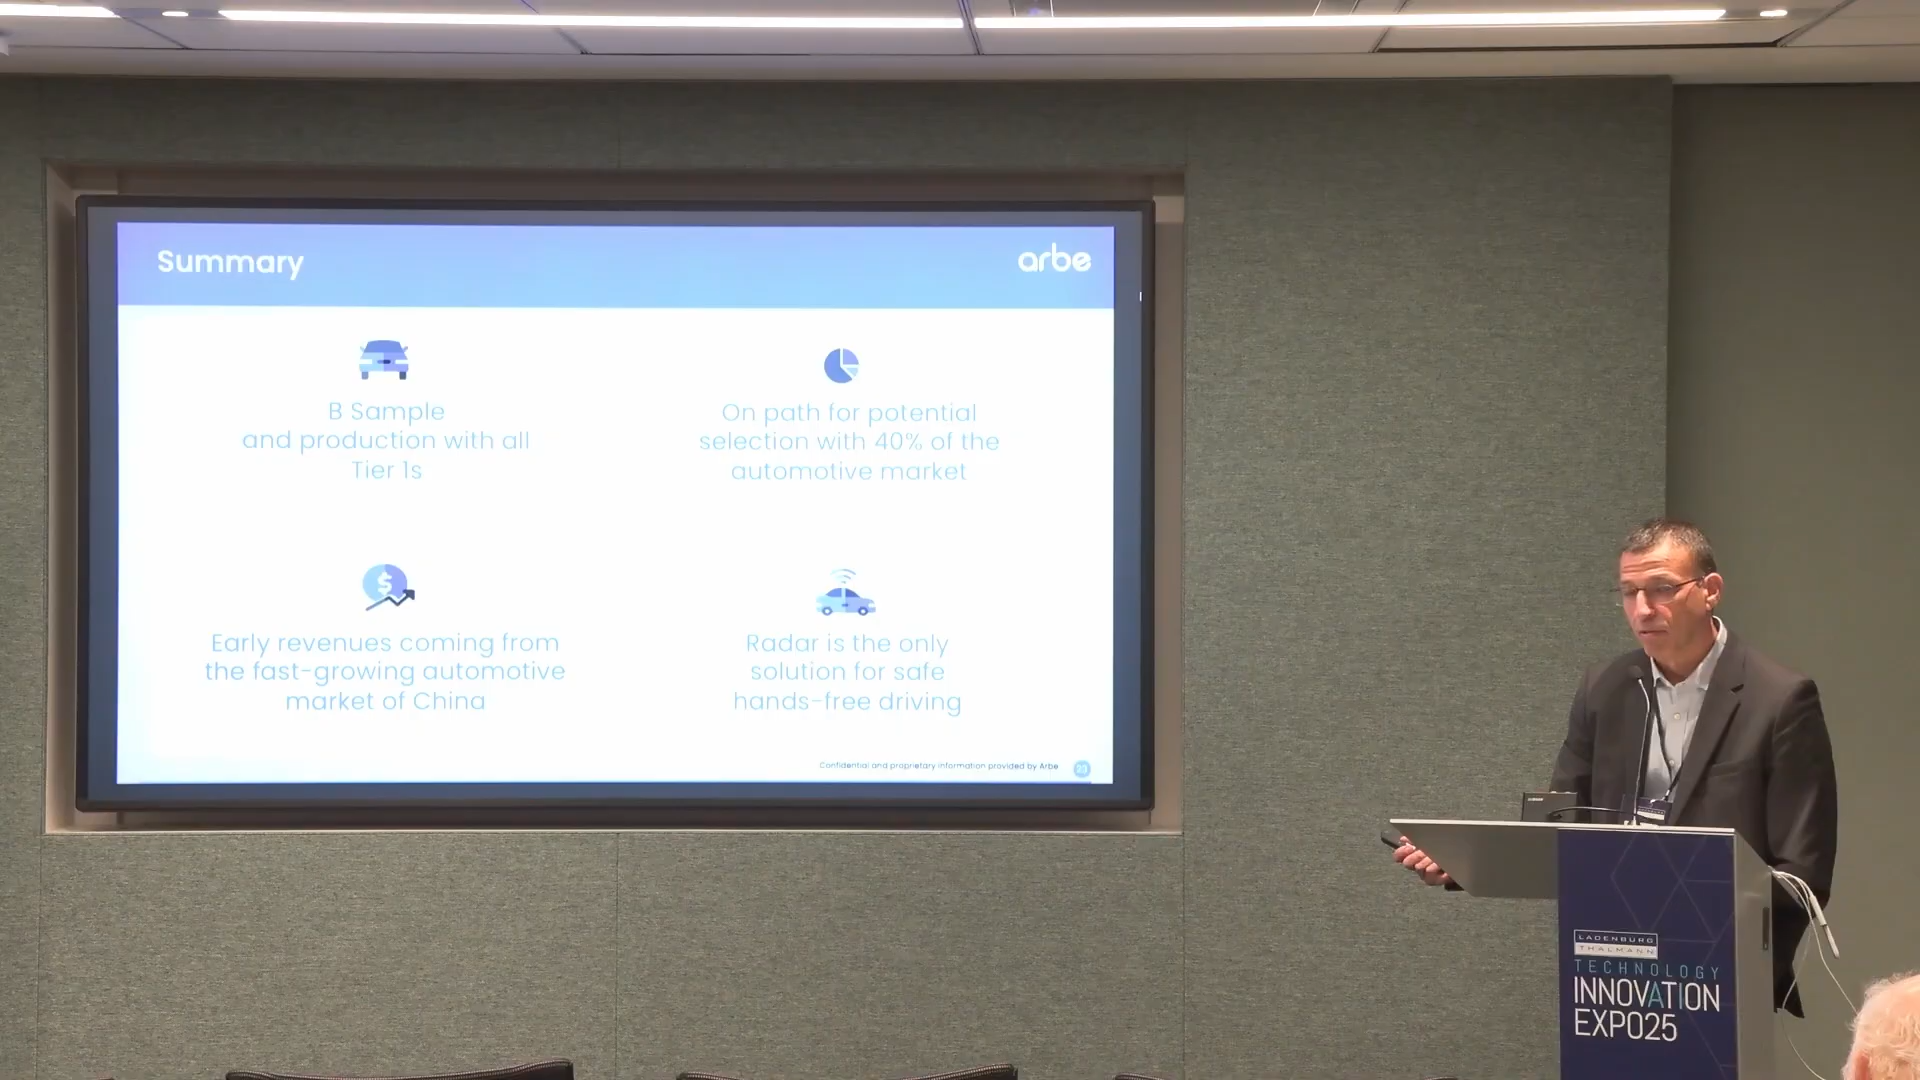 Summary
arbe
B Sample
and production with all
Tier 1s
On path for potential
selection with 40% of the
automotive market
$
Early revenues coming from
the fast-growing automotive
market of China
Radar is the only
solution for safe
hands-free driving
Confidential and proprietary information provided by Arbe
23
LADENBURG
THALMANN
TECHNOLOGY
INNOVATION
EXPO25